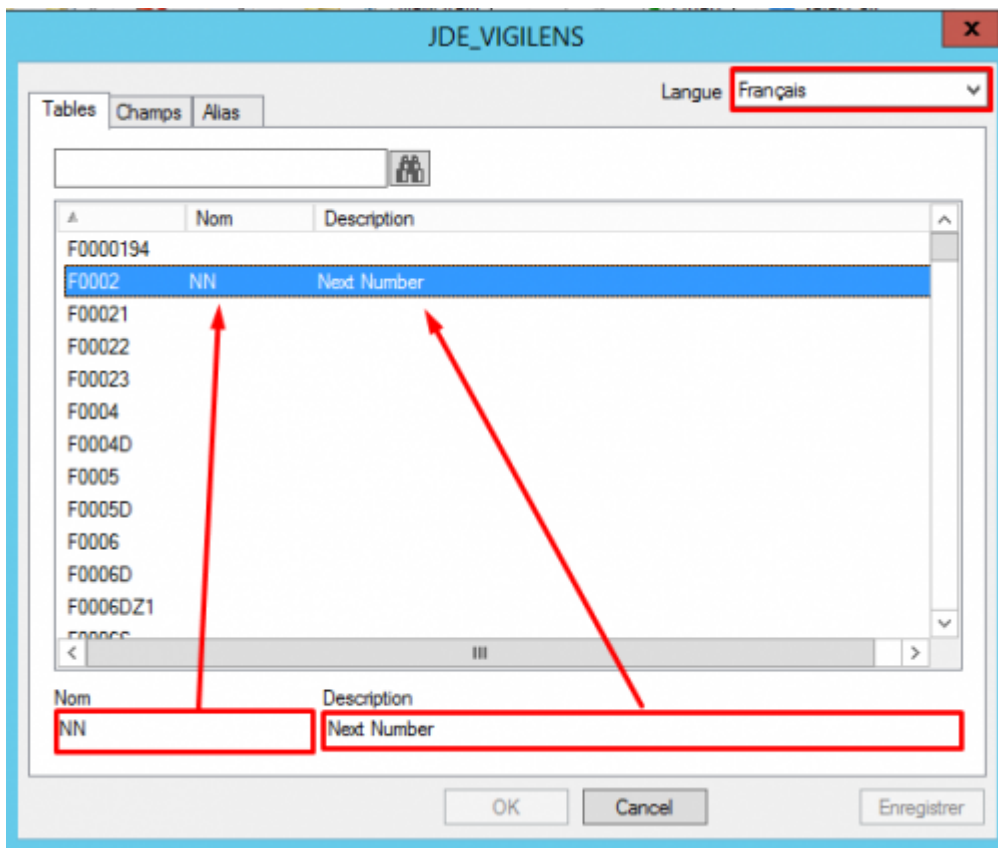 JDE_VIGILENS
x
Langue Français
Tables Champs Alias
Nom Description
F0000194
F0002 NN Next Number
F00021
F00022
F00023
F0004
F0004D
F0005
F0005D
F0006
F0006D
F0006DZ1
Nom Description
NN Next Number
OK Cancel Enregistrer